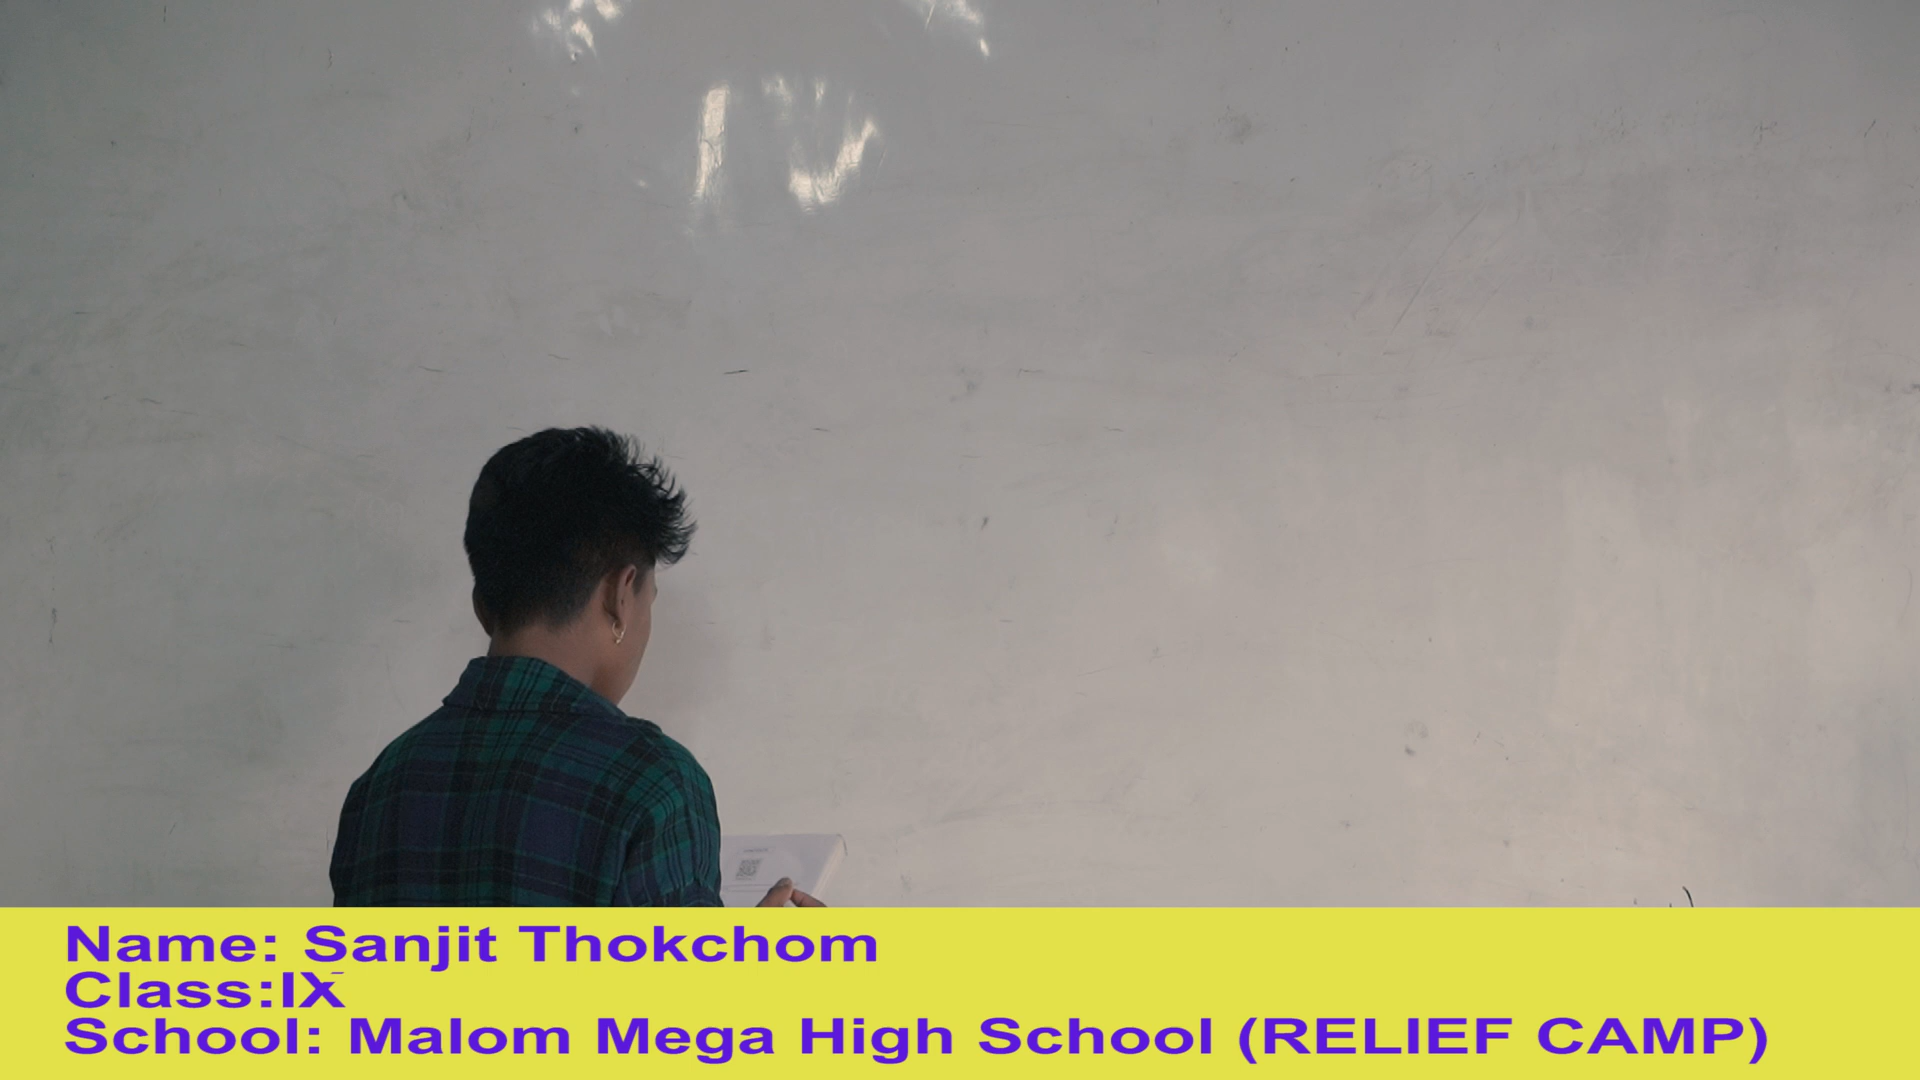 Name: Sanjit Thokchom
Class:IX
School: Malom Mega High School (RELIEF CAMP)